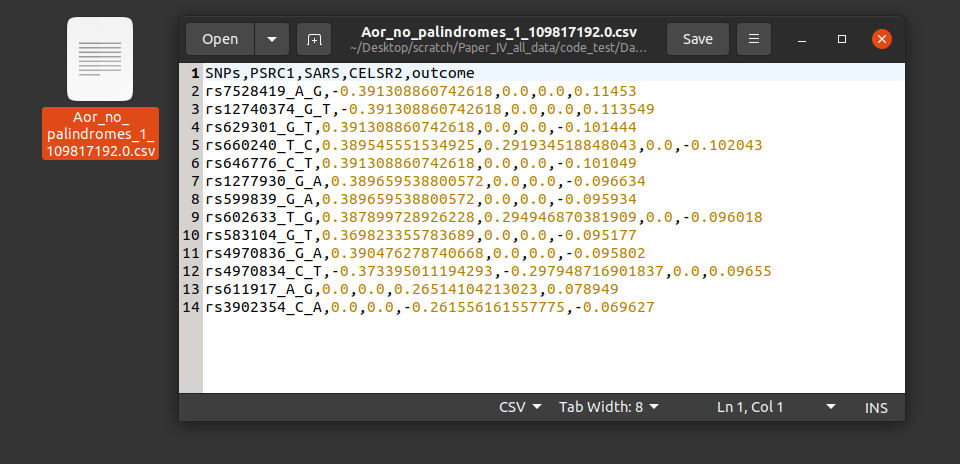 Aor_no_
palindromes_1_
109817192.0.csv
Open
Aor_no_palindromes_1_109817192.0.csv
~/Desktop/scratch/Paper_IV_all_data/code_test/Da...
Save
1 SNPs,PSRC1,SARS,CELSR2,outcome
2 rs7528419_A_G,-0.391308860742618,0.0,0.0,0.11453
3 rs12740374_G_T,-0.391308860742618,0.0,0.0,0.113549
4 rs629301_G_T,0.391308860742618,0.0,0.0,-0.101444
5 rs660240_T_C,0.389545551534925,0.291934518848043,0.0,-0.102043
6 rs646776_C_T,0.391308860742618,0.0,0.0,-0.101049
7 rs1277930_G_A,0.389659538800572,0.0,0.0,-0.096634
8 rs599839_G_A,0.389659538800572,0.0,0.0,-0.095934
9 rs602633_T_G,0.387899728926228,0.294946870381909,0.0,-0.096018
10 rs583104_G_T,0.369823355783689,0.0,0.0,-0.095177
11 rs4970836_G_A,0.390476278740668,0.0,0.0,-0.095802
12 rs4970834_C_T,-0.373395011194293,-0.297948716901837,0.0,0.09655
13 rs611917_A_G,0.0,0.0,0.26514104213023,0.078949
14 rs3902354_C_A,0.0,0.0,-0.261556161557775,-0.069627
CSV
Tab Width: 8
Ln 1, Col 1
INS